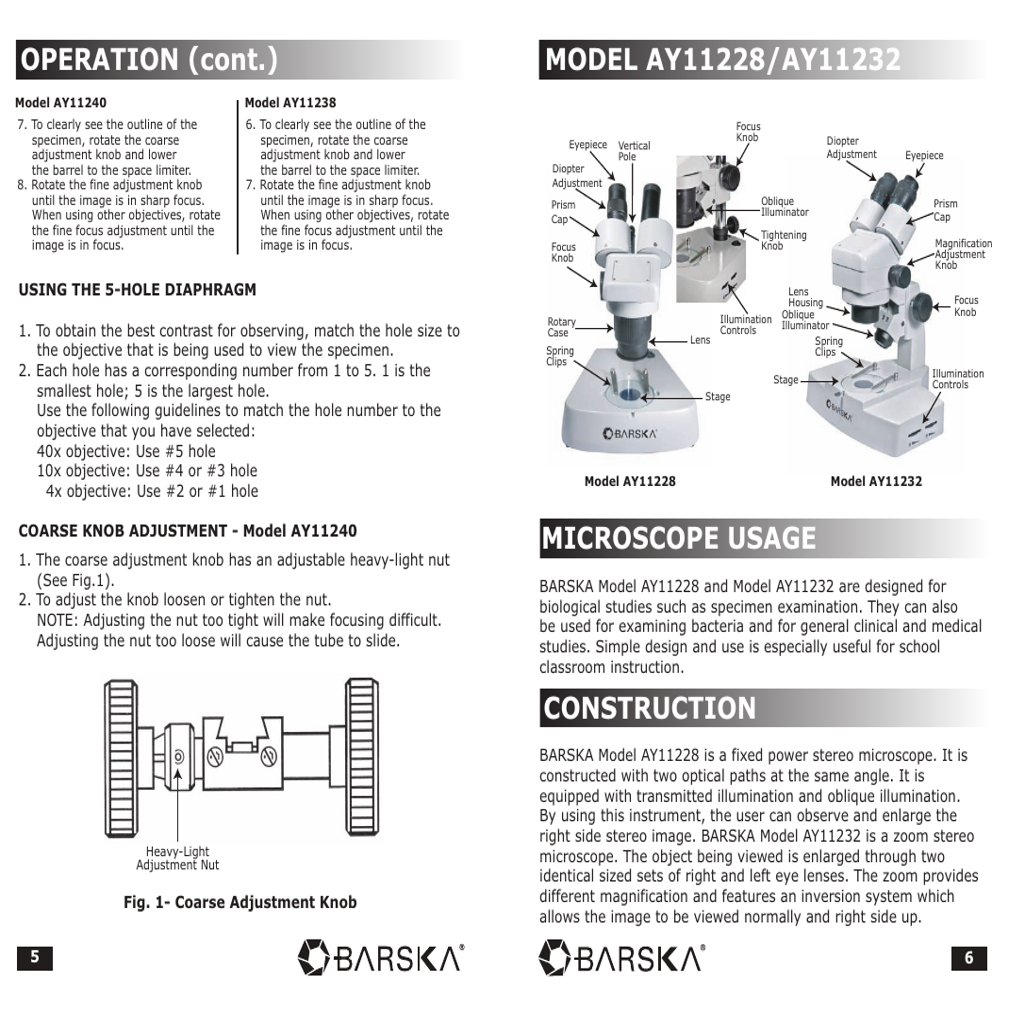 OPERATION (cont.)
Model AY11240
7. To clearly see the outline of the
specimen, rotate the coarse
adjustment knob and lower
the barrel to the space limiter.
8. Rotate the fine adjustment knob
until the image is in sharp focus.
When using other objectives, rotate
the fine focus adjustment until the
image is in focus.
Model AY11238
6. To clearly see the outline of the
specimen, rotate the coarse
adjustment knob and lower
the barrel to the space limiter.
7. Rotate the fine adjustment knob
until the image is in sharp focus.
When using other objectives, rotate
the fine focus adjustment until the
image is in focus.
USING THE 5-HOLE DIAPHRAGM
1. To obtain the best contrast for observing, match the hole size to
the objective that is being used to view the specimen.
2. Each hole has a corresponding number from 1 to 5. 1 is the
smallest hole; 5 is the largest hole.
Use the following guidelines to match the hole number to the
objective that you have selected:
40x objective: Use #5 hole
10x objective: Use #4 or #3 hole
4x objective: Use #2 or #1 hole
COARSE KNOB ADJUSTMENT - Model AY11240
1. The coarse adjustment knob has an adjustable heavy-light nut
(See Fig.1).
2. To adjust the knob loosen or tighten the nut.
NOTE: Adjusting the nut too tight will make focusing difficult.
Adjusting the nut too loose will cause the tube to slide.
Heavy-Light
Adjustment Nut
Fig. 1- Coarse Adjustment Knob
5
BARSKA®
MODEL AY11228/AY11232
Eyepiece
Vertical
Pole
Focus
Knob
Diopter
Adjustment
Prism
Cap
Focus
Knob
Oblique
Illuminator
Tightening
Knob
Rotary
Case
Spring
Clips
Lens
Illumination
Controls
Stage
BARSKA
Model AY11228
Diopter
Adjustment
Eyepiece
Prism
Cap
Magnification
Adjustment
Knob
Lens
Housing
Oblique
Illuminator
Focus
Knob
Spring
Clips
Stage
Illumination
Controls
BARSKA
Model AY11232
MICROSCOPE USAGE
BARSKA Model AY11228 and Model AY11232 are designed for
biological studies such as specimen examination. They can also
be used for examining bacteria and for general clinical and medical
studies. Simple design and use is especially useful for school
classroom instruction.
CONSTRUCTION
BARSKA Model AY11228 is a fixed power stereo microscope. It is
constructed with two optical paths at the same angle. It is
equipped with transmitted illumination and oblique illumination.
By using this instrument, the user can observe and enlarge the
right side stereo image. BARSKA Model AY11232 is a zoom stereo
microscope. The object being viewed is enlarged through two
identical sized sets of right and left eye lenses. The zoom provides
different magnification and features an inversion system which
allows the image to be viewed normally and right side up.
BARSKA®
6